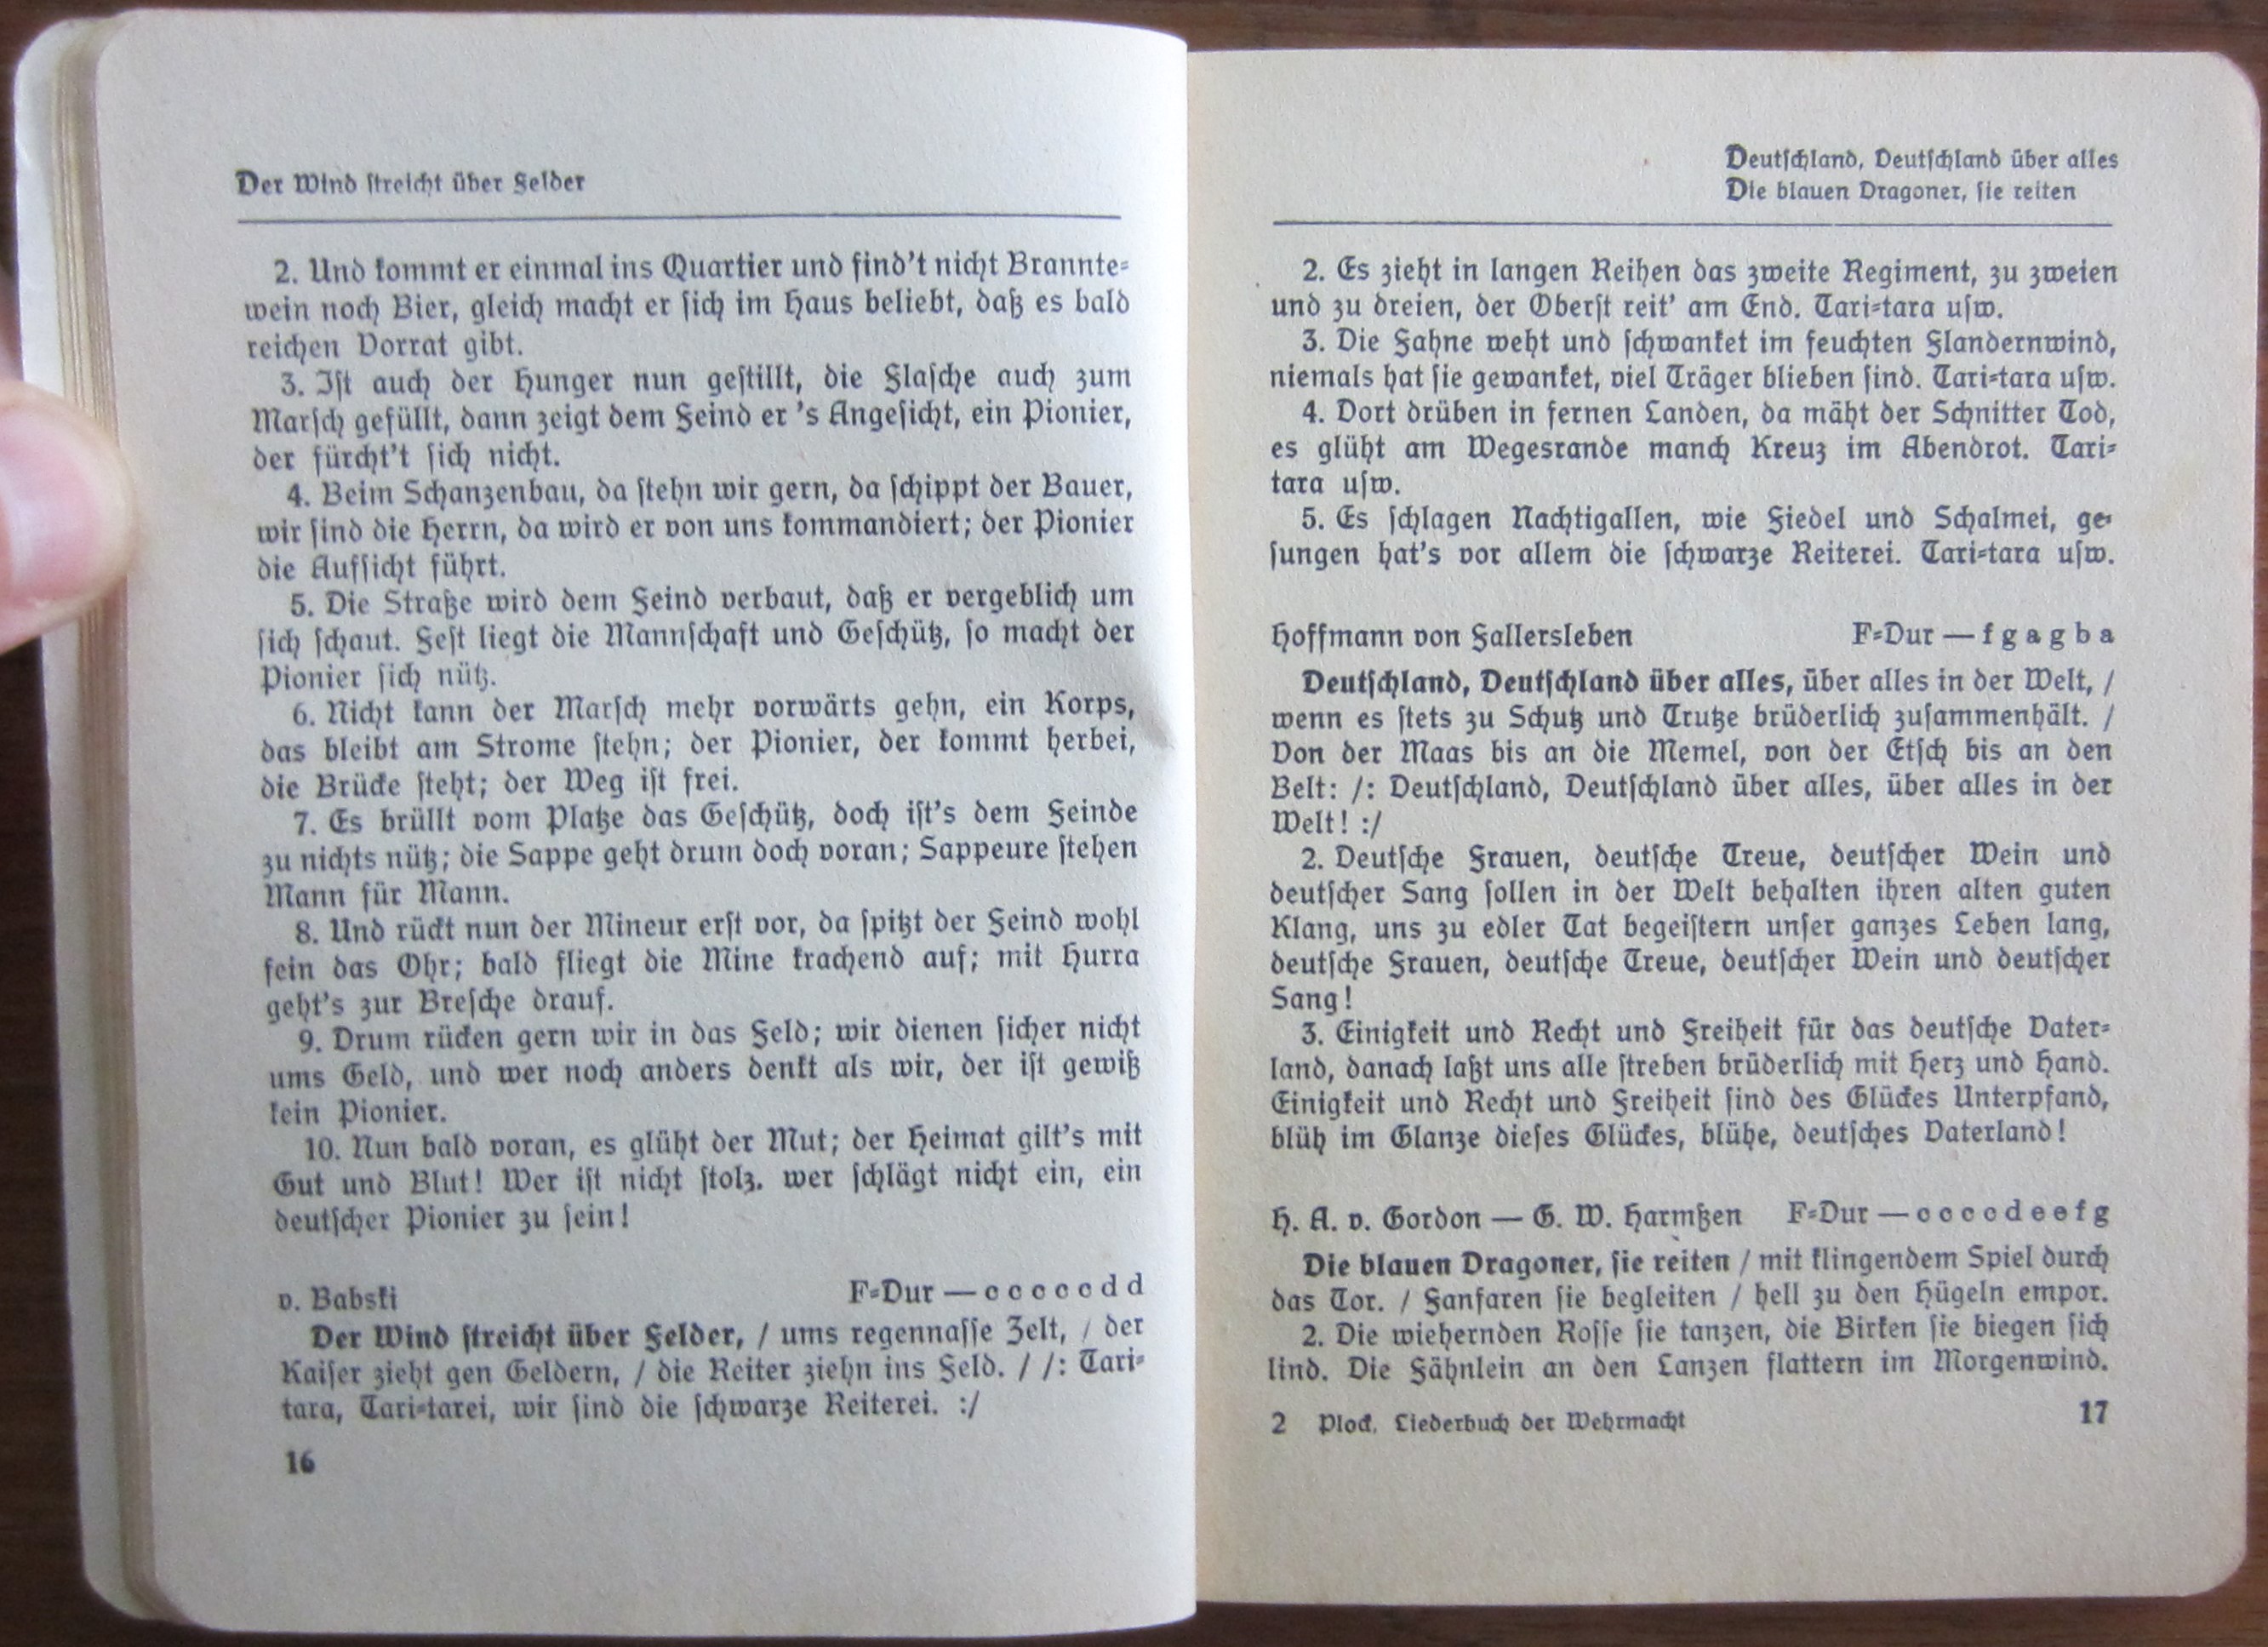 Der Wind streicht über Felder
2. Und kommt er einmal ins Quartier und find't nicht Brannte-
wein noch Bier, gleich macht er sich im Haus beliebt, daß es bald
reichen Vorrat gibt.
3. Ist auch der Hunger nun gestillt, die Flasche auch zum
Marsch gefüllt, dann zeigt dem Feind er 's Angesicht, ein Pionier,
der fürcht't sich nicht.
4. Beim Schanzenbau, da stehn wir gern, da schippt der Bauer,
wir sind die Herrn, da wird er von uns kommandiert; der Pionier
die Aufsicht führt.
5. Die Straße wird dem Feind verbaut, daß er vergeblich um
sich schaut. Fest liegt die Mannschaft und Geschütz, so macht der
Pionier sich nütz.
6. Nicht kann der Marsch mehr vorwärts gehn, ein Korps,
das bleibt am Strome stehn; der Pionier, der kommt herbei,
die Brücke steht; der Weg ist frei.
7. Es brüllt vom Platze das Geschütz, doch ist's dem Feinde
zu nichts nütz; die Sappe geht drum doch voran; Sappeure stehen
Mann für Mann.
8. Und rückt nun der Mineur erst vor, da spitzt der Feind wohl
fein das Ohr; bald fliegt die Mine krachend auf; mit Hurra
geht's zur Bresche drauf.
9. Drum rücken gern wir in das Feld; wir dienen sicher nicht
ums Geld, und wer noch anders denkt als wir, der ist gewiß
kein Pionier.
10. Nun bald voran, es glüht der Mut; der Heimat gilt's mit
Gut und Blut! Wer ist nicht stolz. wer schlägt nicht ein, ein
deutscher Pionier zu sein!
v. Babski F-Dur — c c c c c d d
Der Wind streicht über Felder, / ums regennasse Zelt, / der
Kaiser zieht gen Geldern, / die Reiter ziehn ins Feld. / /: Tari-
tara, Tari-tarei, wir sind die schwarze Reiterei. :/
16
Deutschland, Deutschland über alles
Die blauen Dragoner, sie reiten
2. Es zieht in langen Reihen das zweite Regiment, zu zweien
und zu dreien, der Oberst reit' am End. Tari-tara usw.
3. Die Fahne weht und schwanket im feuchten Flandernwind,
niemals hat sie gewankt, viel Träger blieben sind. Tari-tara usw.
4. Dort drüben in fernen Landen, da mäht der Schnitter Tod,
es glüht am Wegesrande manch Kreuz im Abendrot. Tari-
tara usw.
5. Es schlagen Nachtigallen, wie Fiedel und Schalmei, ge-
sungen hat's vor allem die schwarze Reiterei. Tari-tara usw.
Hoffmann von Fallersleben F-Dur — f g a g b a
Deutschland, Deutschland über alles, über alles in der Welt, /
wenn es stets zu Schutz und Trutze brüderlich zusammenhält. /
Von der Maas bis an die Memel, von der Etsch bis an den
Belt: /: Deutschland, Deutschland über alles, über alles in der
Welt! :/
2. Deutsche Frauen, deutsche Treue, deutscher Wein und
deutscher Sang sollen in der Welt behalten ihren alten guten
Klang, uns zu edler Tat begeistern unser ganzes Leben lang,
deutsche Frauen, deutsche Treue, deutscher Wein und deutscher
Sang!
3. Einigkeit und Recht und Freiheit für das deutsche Vater-
land, danach laßt uns alle streben brüderlich mit Herz und Hand.
Einigkeit und Recht und Freiheit sind des Glückes Unterpfand,
blüh im Glanze dieses Glückes, blühe, deutsches Vaterland!
H. A. v. Gordon — G. W. Harmßen F-Dur — c c c c d e e f g
Die blauen Dragoner, sie reiten / mit klingendem Spiel durch
das Tor. / Fanfaren sie begleiten / hell zu den Hügeln empor.
2. Die wiehernden Rosse sie tanzen, die Birken sie biegen sich
lind. Die Fähnlein an den Lanzen flattern im Morgenwind.
2 Plock. Liederbuch der Wehrmacht 17